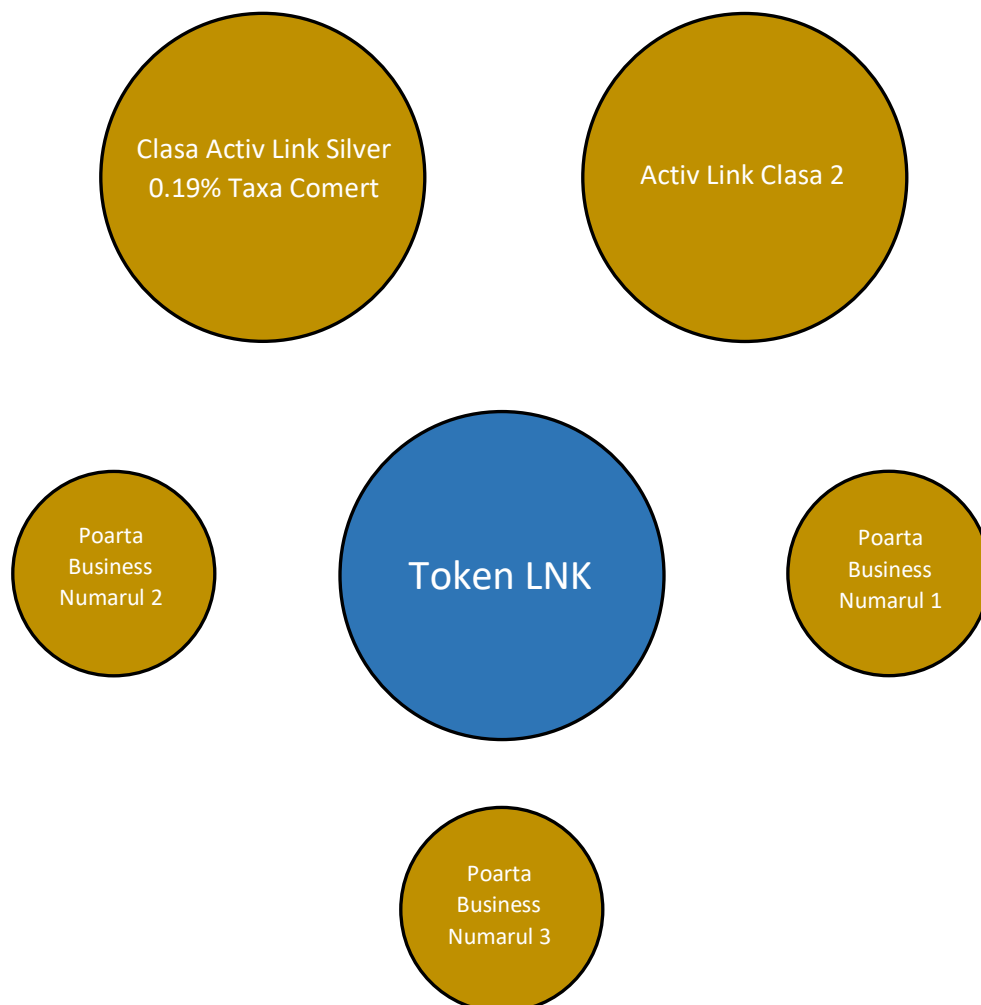 Clasa Activ Link Silver
0.19% Taxa Comert
Activ Link Clasa 2
Poarta
Business
Numarul 2
Token LNK
Poarta
Business
Numarul 1
Poarta
Business
Numarul 3